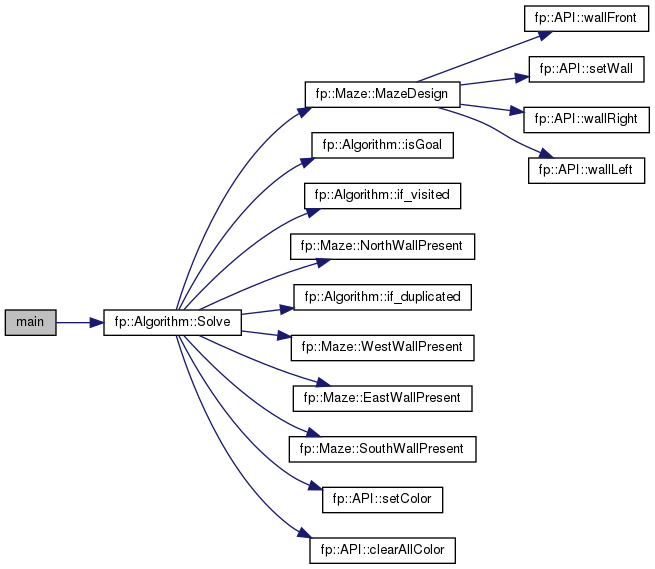 fp::API::wallFront
fp::API::setWall
fp::Maze::MazeDesign
fp::API::wallRight
fp::Algorithm::isGoal
fp::API::wallLeft
fp::Algorithm::if_visited
fp::Maze::NorthWallPresent
fp::Algorithm::if_duplicated
main
fp::Algorithm::Solve
fp::Maze::WestWallPresent
fp::Maze::EastWallPresent
fp::Maze::SouthWallPresent
fp::API::setColor
fp::API::clearAllColor